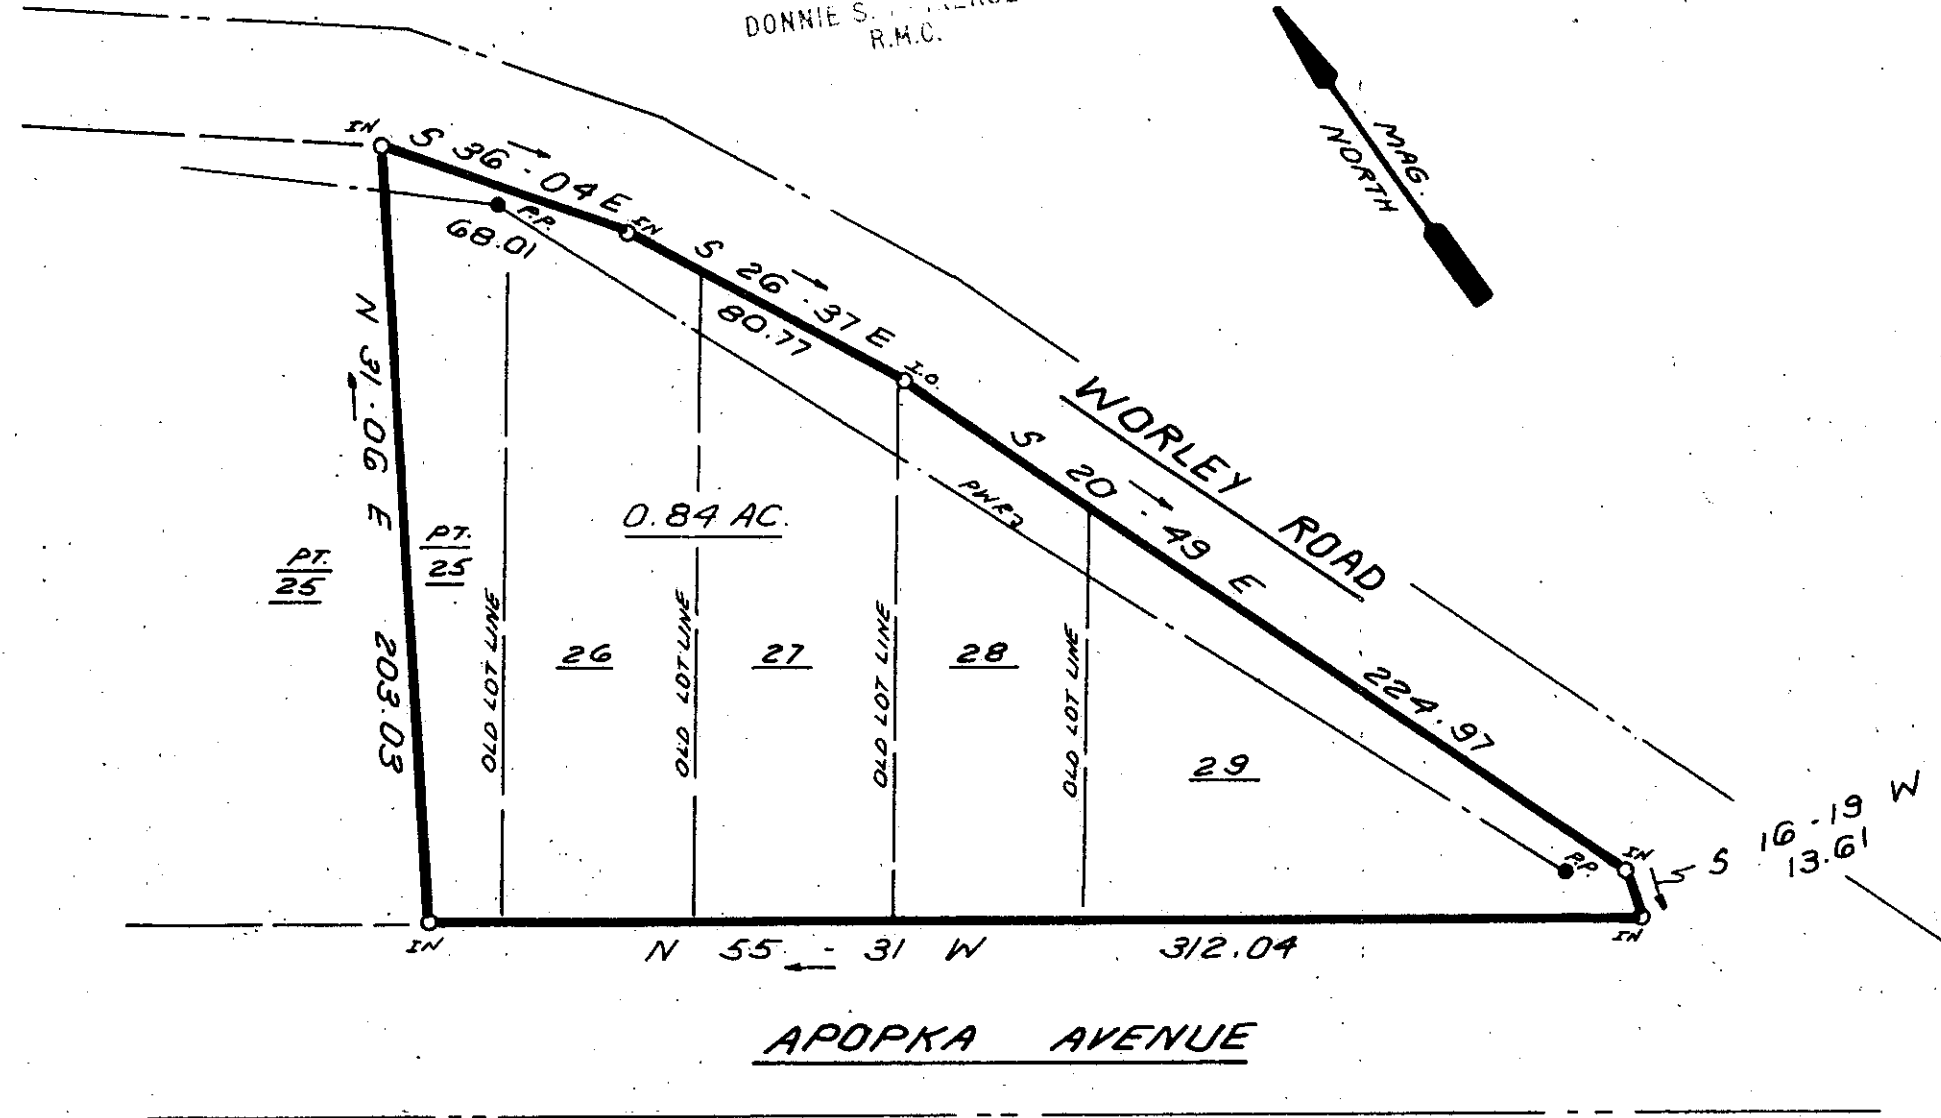 DONNIE S.
R.M.C.
MAG.
NORTH
IN
S 36-04 E
IN
P.P.
68.01
S 26-37 E
80.77
I.O.
WORLEY ROAD
S 20-49 E
224.97
PWR
N 31-06 E 203.03
0.84 AC.
PT.
25
PT.
25
OLD LOT LINE
26
OLD LOT LINE
27
OLD LOT LINE
28
OLD LOT LINE
29
P.P.
IN
S 16-19 W
13.61
IN
IN
N 55-31 W 312.04
APOPKA AVENUE